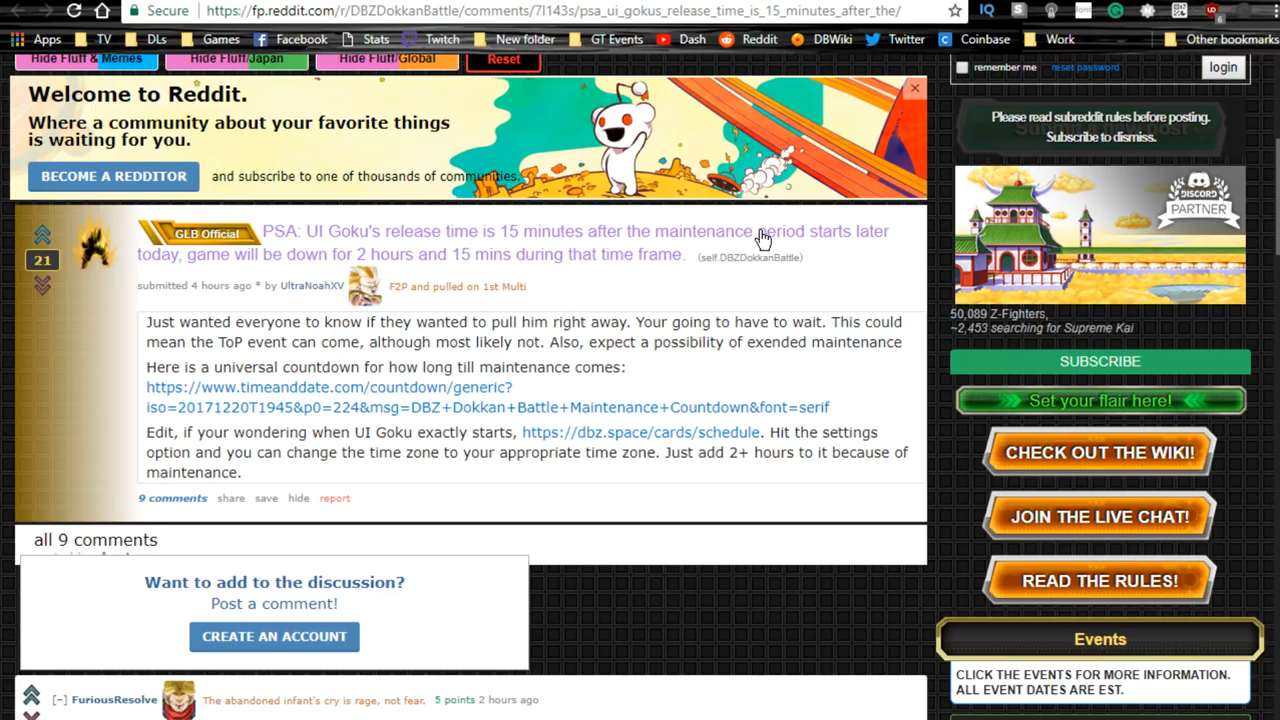 Secure https://fp.reddit.com/r/DBZDokkanBattle/comments/7l143s/psa_ui_gokus_release_time_is_15_minutes_after_the/
Apps TV DLs Games Facebook Stats Twitch New folder GT Events Dash Reddit DBWiki Twitter Coinbase Work Other bookmarks
Hide Fluff & Memes Hide Fluff/Japan Hide Fluff/Global Reset
remember me reset password login
Welcome to Reddit.
Where a community about your favorite things
is waiting for you.
BECOME A REDDITOR and subscribe to one of thousands of communities.
Please read subreddit rules before posting.
Subscribe to dismiss.
DISCORD
PARTNER
GLB Official PSA: UI Goku's release time is 15 minutes after the maintenance period starts later
today, game will be down for 2 hours and 15 mins during that time frame. (self.DBZDokkanBattle)
21
submitted 4 hours ago * by UltraNoahXV F2P and pulled on 1st Multi
Just wanted everyone to know if they wanted to pull him right away. Your going to have to wait. This could
mean the ToP event can come, although most likely not. Also, expect a possibility of exended maintenance
Here is a universal countdown for how long till maintenance comes:
https://www.timeanddate.com/countdown/generic?
iso=20171220T1945&p0=224&msg=DBZ+Dokkan+Battle+Maintenance+Countdown&font=serif
Edit, if your wondering when UI Goku exactly starts, https://dbz.space/cards/schedule. Hit the settings
option and you can change the time zone to your appropriate time zone. Just add 2+ hours to it because of
maintenance.
9 comments share save hide report
all 9 comments
Want to add to the discussion?
Post a comment!
CREATE AN ACCOUNT
[–] FuriousResolve The abandoned infant's cry is rage, not fear. 5 points 2 hours ago
50,089 Z-Fighters,
~2,453 searching for Supreme Kai
SUBSCRIBE
Set your flair here!
CHECK OUT THE WIKI!
JOIN THE LIVE CHAT!
READ THE RULES!
Events
CLICK THE EVENTS FOR MORE INFORMATION.
ALL EVENT DATES ARE EST.